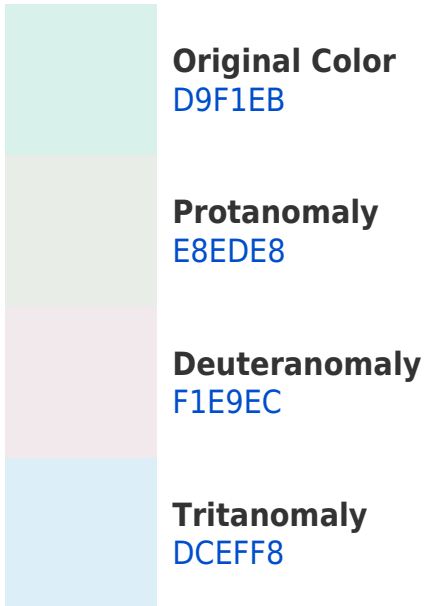 Original Color
D9F1EB
Protanomaly
E8EDE8
Deuteranomaly
F1E9EC
Tritanomaly
DCEFF8